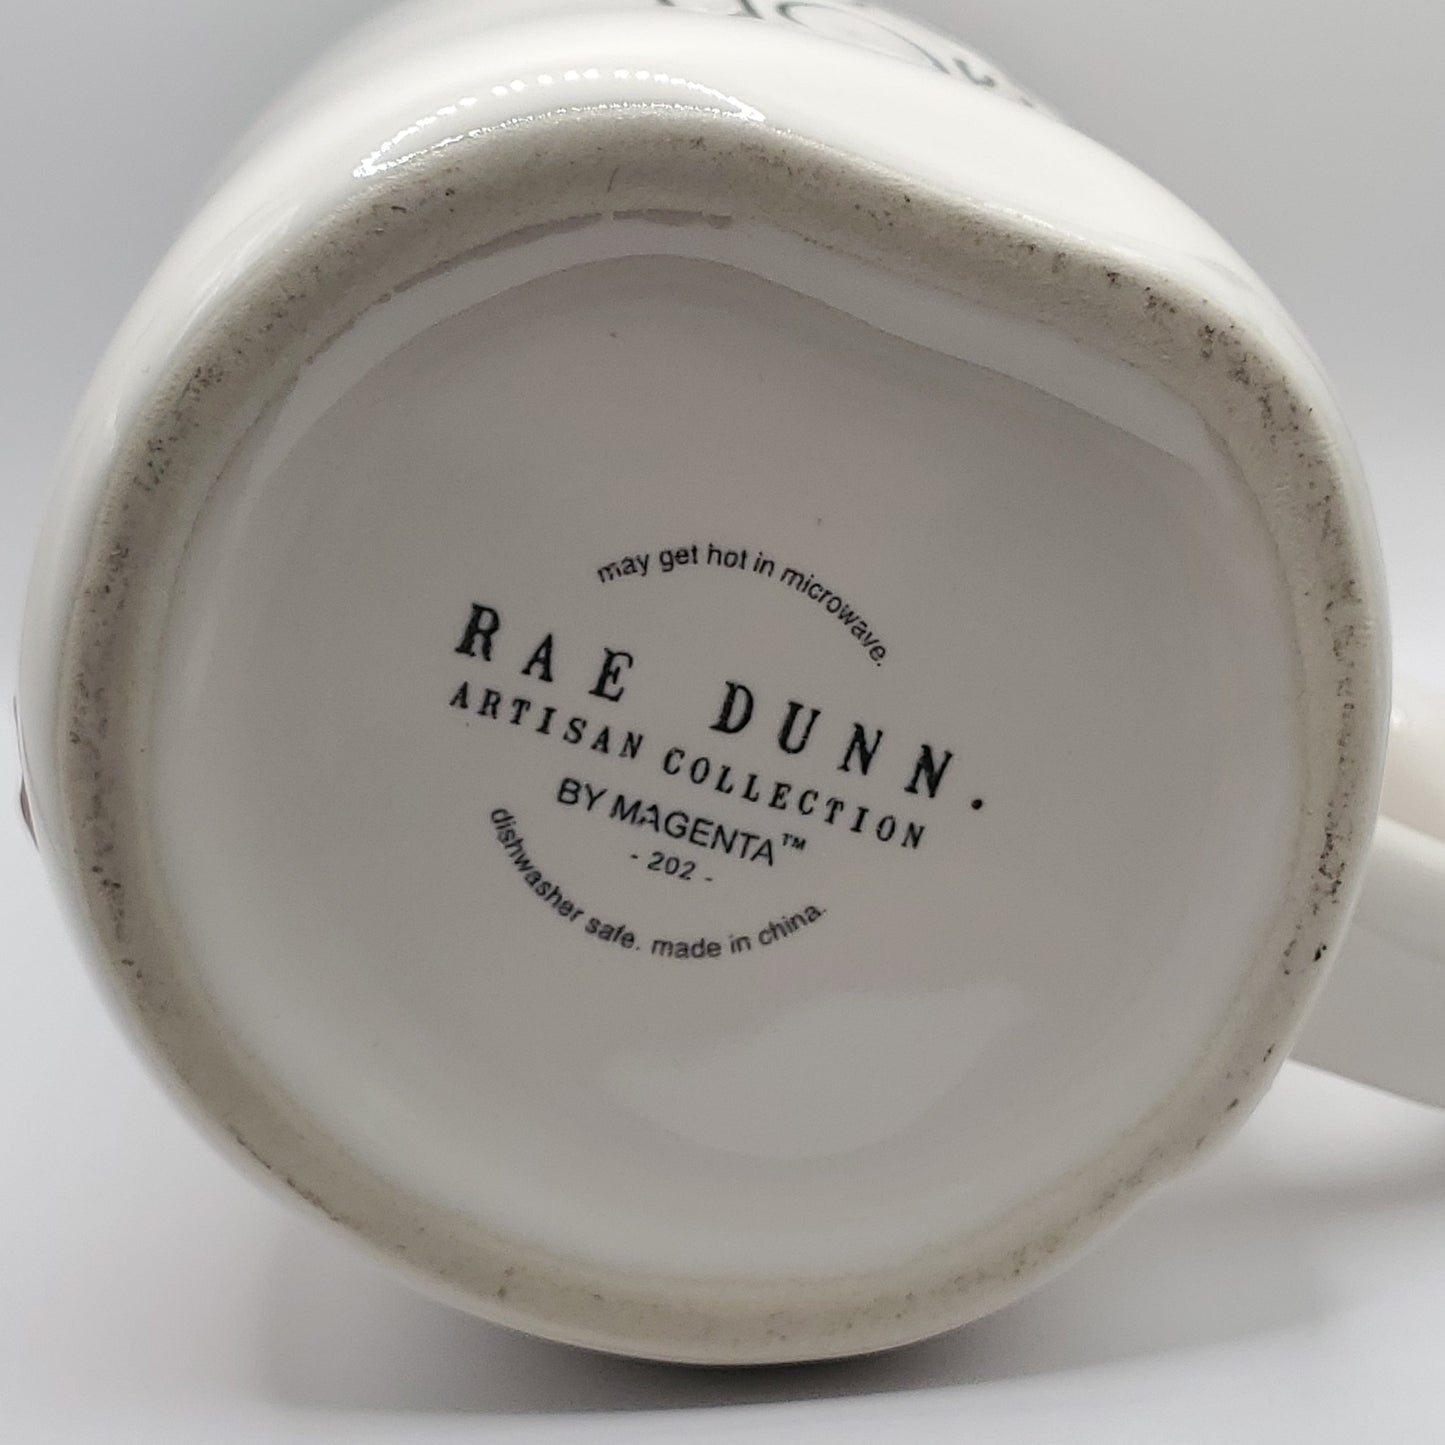 may get hot in microwave.
RAE DUNN.
ARTISAN COLLECTION
BY MAGENTA™
- 202 -
dishwasher safe. made in china.